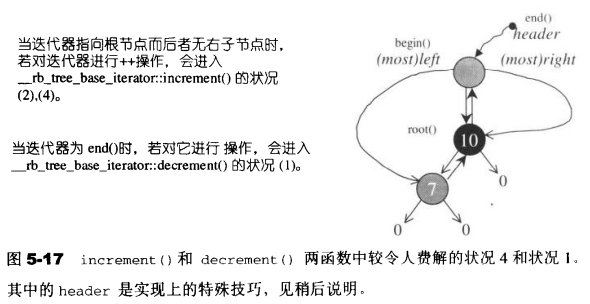 当迭代器指向根节点而后者无右子节点时,
若对迭代器进行++操作，会进入
__rb_tree_base_iterator::increment() 的状况
(2),(4)。
当迭代器为 end()时，若对它进行 操作，会进入
__rb_tree_base_iterator::decrement() 的状况 (1)。
end()
header
begin()
(most)left
(most)right
root()
10
7
0
0
0
图 5-17 increment()和 decrement() 两函数中较令人费解的状况 4 和状况 1。
其中的 header 是实现上的特殊技巧，见稍后说明。